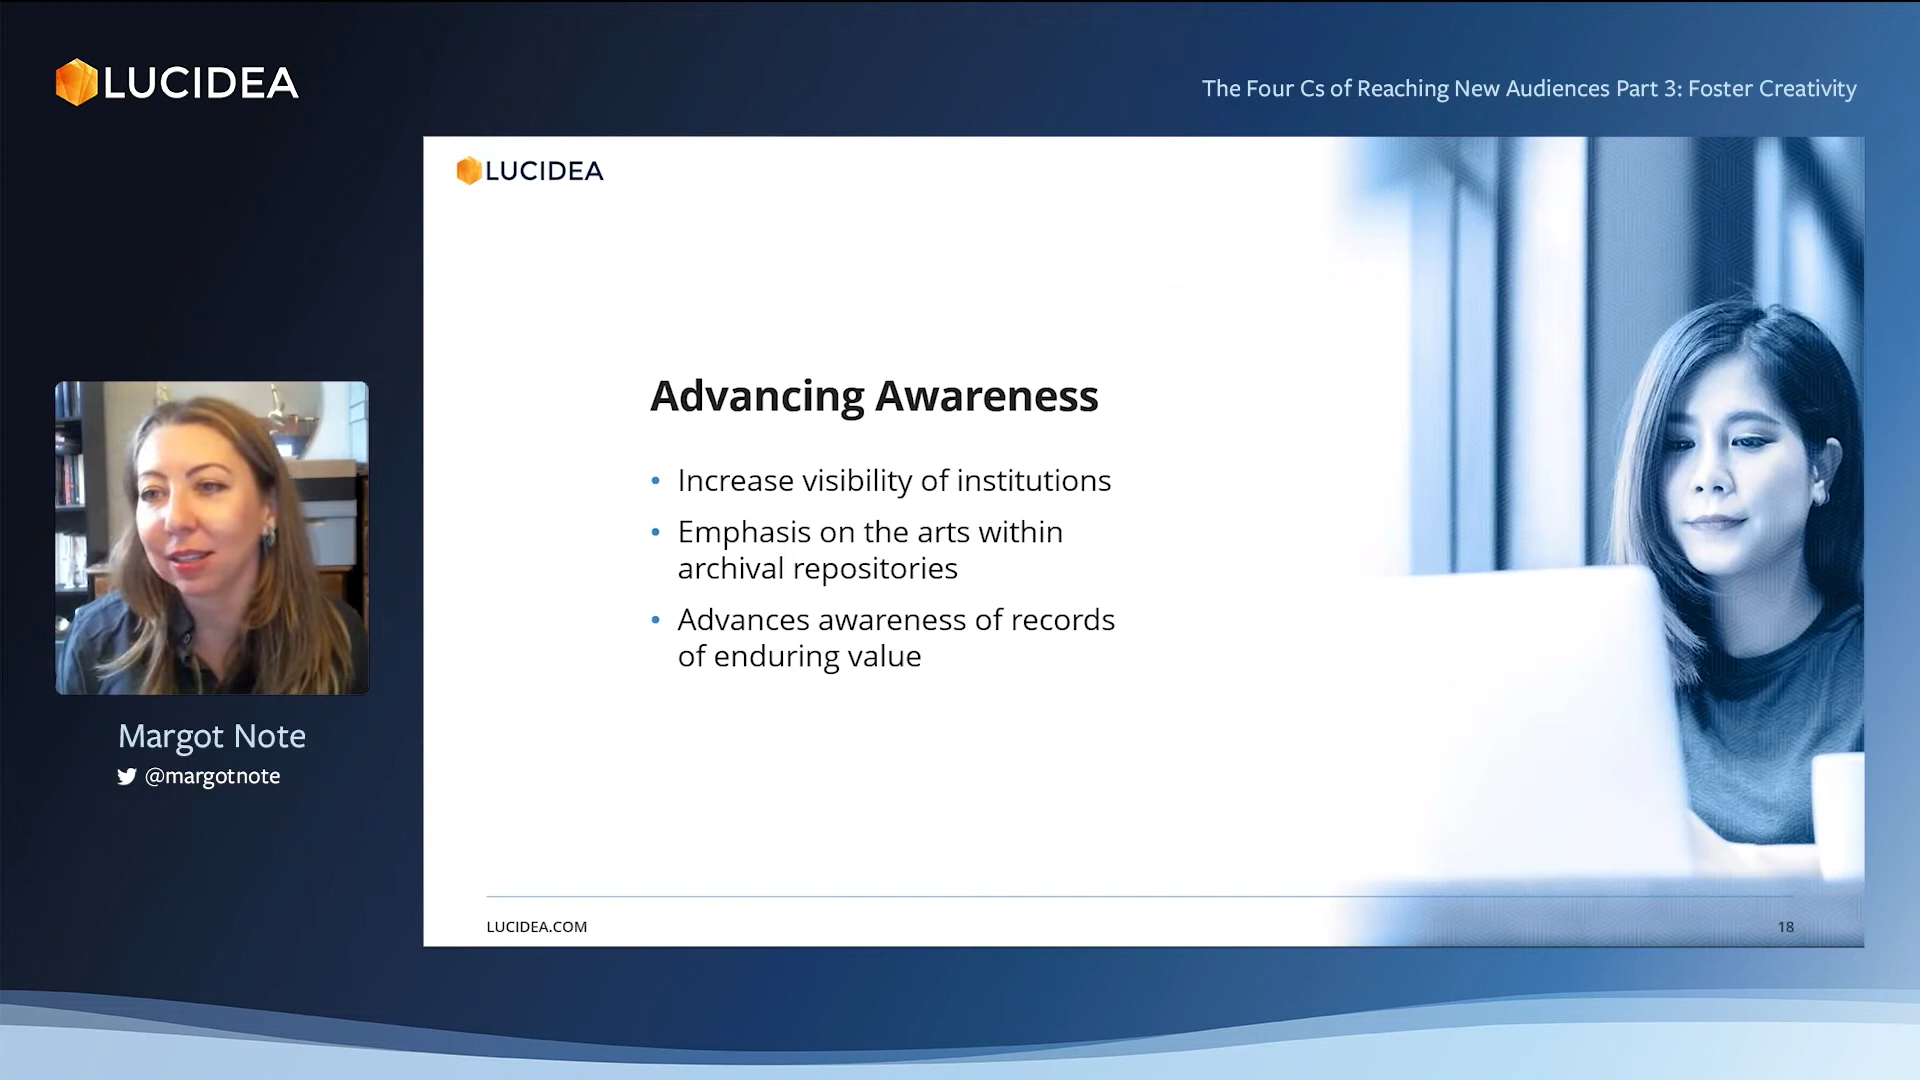 LUCIDEA
The Four Cs of Reaching New Audiences Part 3: Foster Creativity
LUCIDEA
Advancing Awareness
• Increase visibility of institutions
• Emphasis on the arts within
archival repositories
• Advances awareness of records
of enduring value
Margot Note
@margotnote
LUCIDEA.COM
18